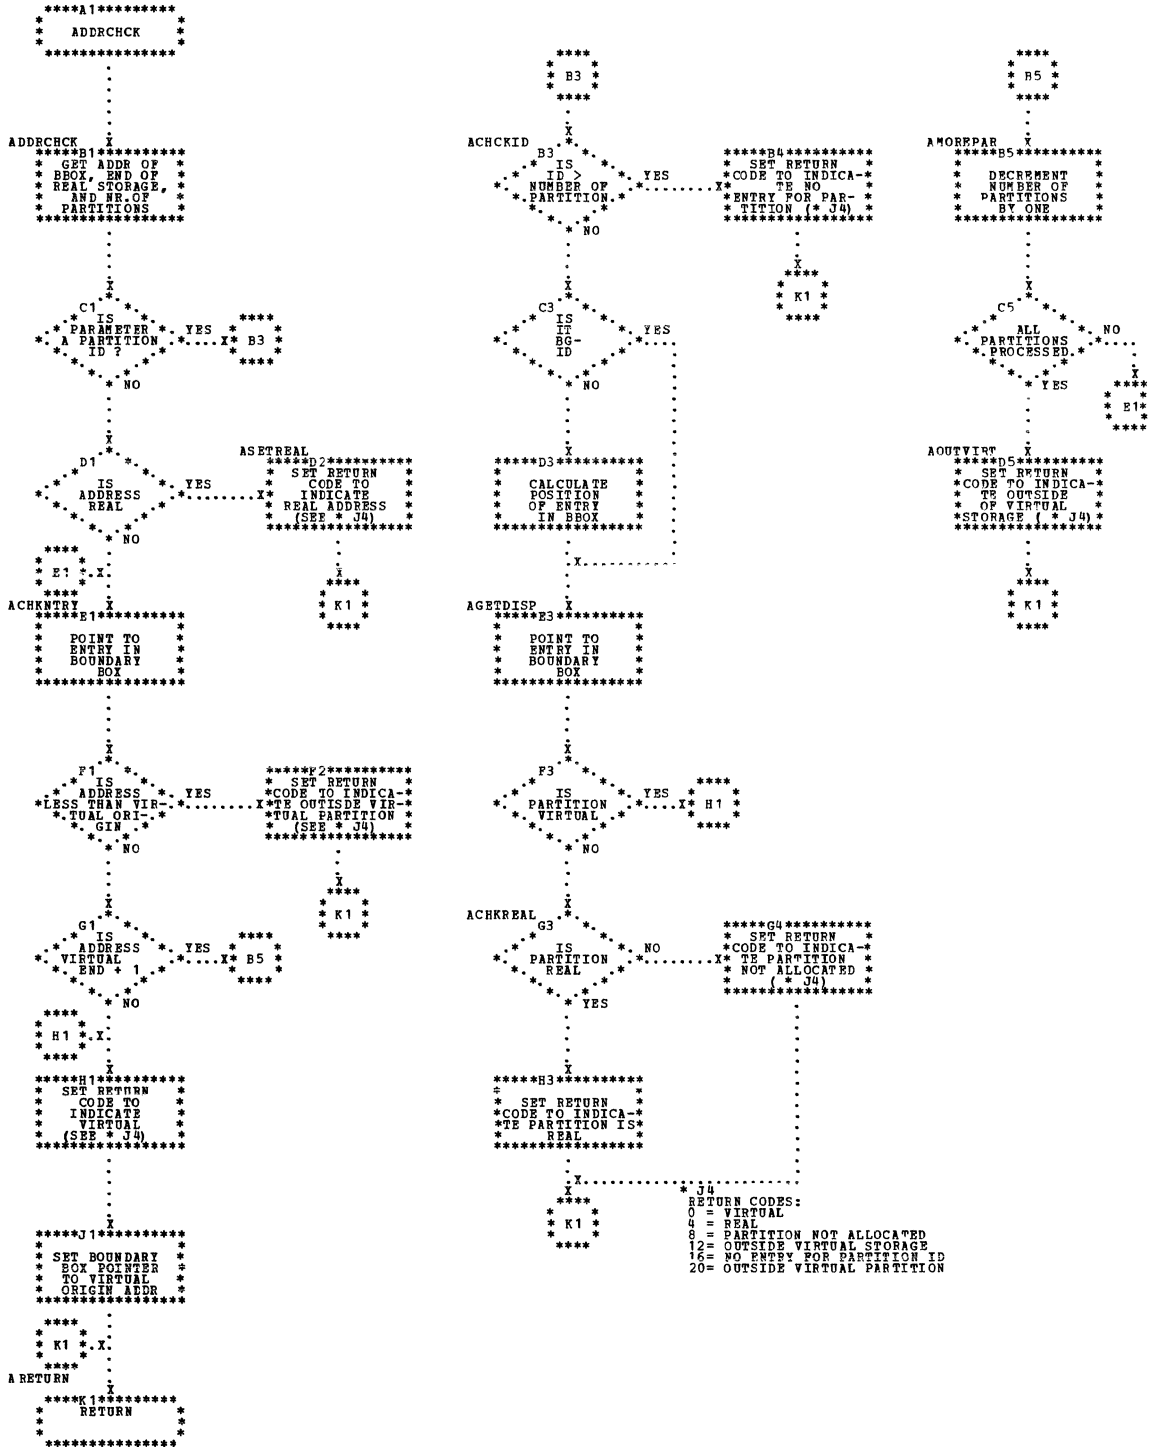 A1
ADDRCHCK
ADDRCHCK
B1
GET ADDR OF
BBOX, END OF
REAL STORAGE,
AND NR.OF
PARTITIONS
C1
IS
PARAMETER
A PARTITION
ID ?
YES
B3
NO
D1
IS
ADDRESS
REAL
YES
NO
ASETREAL
D2
SET RETURN
CODE TO
INDICATE
REAL ADDRESS
(SEE * J4)
K1
E1
ACHKNTRY
E1
POINT TO
ENTRY IN
BOUNDARY
BOX
F1
IS
ADDRESS
LESS THAN VIR-
TUAL ORI-
GIN
YES
NO
F2
SET RETURN
CODE TO INDICA-
TE OUTISDE VIR-
TUAL PARTITION
(SEE * J4)
K1
G1
IS
ADDRESS
VIRTUAL
END + 1
YES
B5
NO
H1
H1
SET RETURN
CODE TO
INDICATE
VIRTUAL
(SEE * J4)
J1
SET BOUNDARY
BOX POINTER
TO VIRTUAL
ORIGIN ADDR
K1
ARETURN
K1
RETURN
B3
ACHCKID
B3
IS
ID >
NUMBER OF
PARTITION
YES
NO
B4
SET RETURN
CODE TO INDICA-
TE NO
ENTRY FOR PAR-
TITION (* J4)
K1
C3
IS
IT
BG-
ID
YES
NO
D3
CALCULATE
POSITION
OF ENTRY
IN BBOX
AGETDISP
E3
POINT TO
ENTRY IN
BOUNDARY
BOX
F3
IS
PARTITION
VIRTUAL
YES
H1
NO
ACHKREAL
G3
IS
PARTITION
REAL
NO
YES
G4
SET RETURN
CODE TO INDICA-
TE PARTITION
NOT ALLOCATED
( * J4)
H3
SET RETURN
CODE TO INDICA-
TE PARTITION IS
REAL
K1
* J4
RETURN CODES:
0 = VIRTUAL
4 = REAL
8 = PARTITION NOT ALLOCATED
12= OUTSIDE VIRTUAL STORAGE
16= NO ENTRY FOR PARTITION ID
20= OUTSIDE VIRTUAL PARTITION
B5
AMOREPAR
B5
DECREMENT
NUMBER OF
PARTITIONS
BY ONE
C5
ALL
PARTITIONS
PROCESSED
NO
YES
E1
AOUTVIRT
D5
SET RETURN
CODE TO INDICA-
TE OUTSIDE
OF VIRTUAL
STORAGE ( * J4)
K1